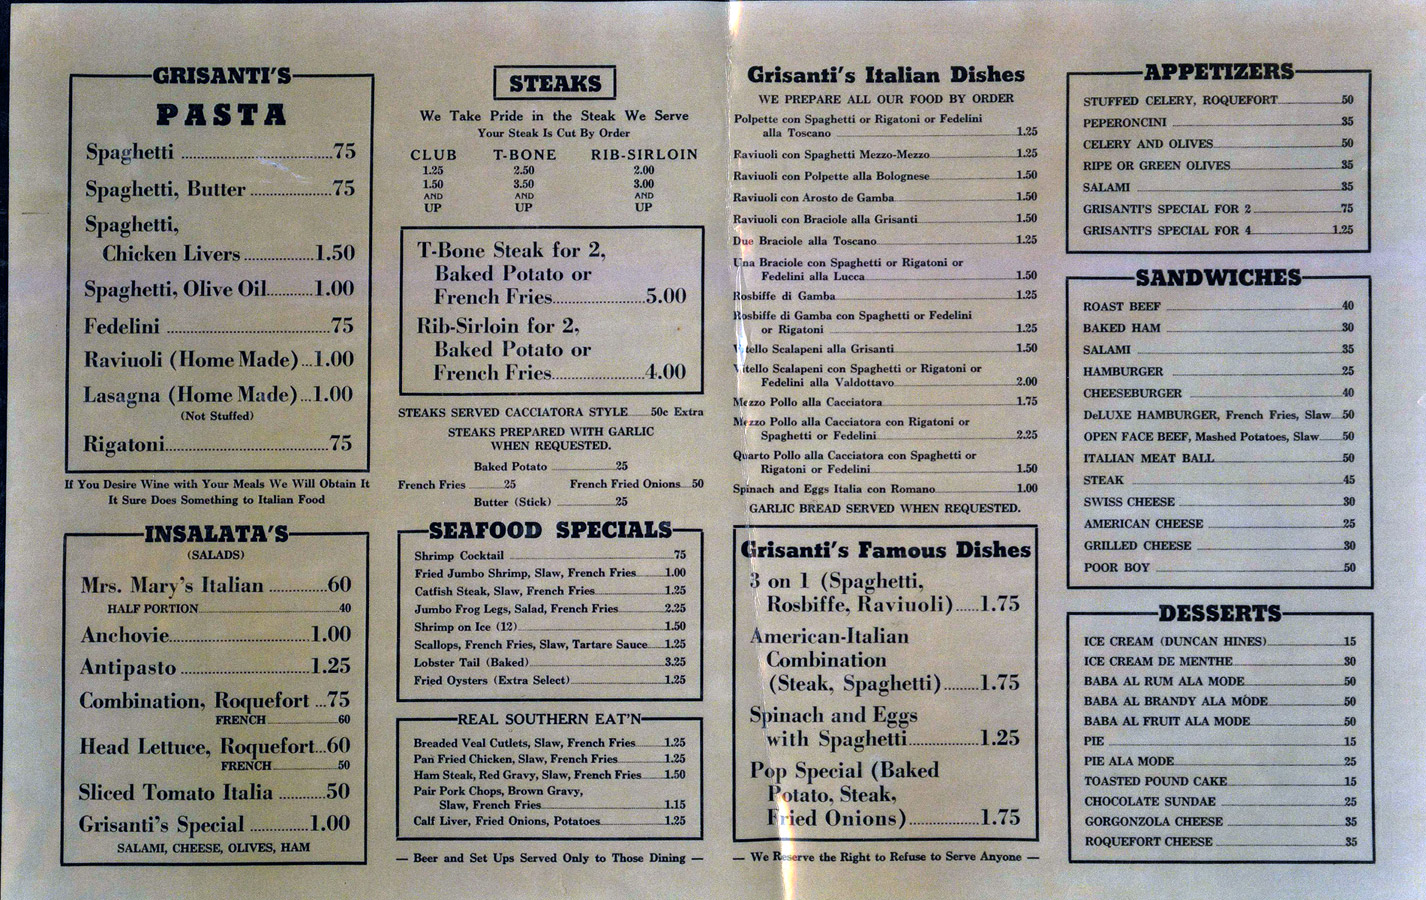 GRISANTI'S
PASTA
Spaghetti ........ .75
Spaghetti, Butter ........ .75
Spaghetti,
Chicken Livers ........ 1.50
Spaghetti, Olive Oil ........ 1.00
Fedelini ........ .75
Raviuoli (Home Made) ... 1.00
Lasagna (Home Made) ... 1.00
(Not Stuffed)
Rigatoni ........ .75
If You Desire Wine with Your Meals We Will Obtain It
It Sure Does Something to Italian Food
INSALATA'S
(SALADS)
Mrs. Mary's Italian ........ .60
HALF PORTION ........ 40
Anchovie ........ 1.00
Antipasto ........ 1.25
Combination, Roquefort ... .75
FRENCH ........ 60
Head Lettuce, Roquefort ... 60
FRENCH ........ 50
Sliced Tomato Italia ........ .50
Grisanti's Special ........ 1.00
SALAMI, CHEESE, OLIVES, HAM
STEAKS
We Take Pride in the Steak We Serve
Your Steak Is Cut By Order
CLUB T-BONE RIB-SIRLOIN
1.25 2.50 2.00
1.50 3.50 3.00
AND AND AND
UP UP UP
T-Bone Steak for 2,
Baked Potato or
French Fries ........ 5.00
Rib-Sirloin for 2,
Baked Potato or
French Fries ........ 4.00
STEAKS SERVED CACCIATORA STYLE 50c Extra
STEAKS PREPARED WITH GARLIC
WHEN REQUESTED.
Baked Potato .25
French Fries .25 French Fried Onions .50
Butter (Stick) .25
SEAFOOD SPECIALS
Shrimp Cocktail .75
Fried Jumbo Shrimp, Slaw, French Fries 1.00
Catfish Steak, Slaw, French Fries 1.25
Jumbo Frog Legs, Salad, French Fries 2.25
Shrimp on Ice (12) 1.50
Scallops, French Fries, Slaw, Tartare Sauce 1.25
Lobster Tail (Baked) 3.25
Fried Oysters (Extra Select) 1.25
REAL SOUTHERN EAT'N
Breaded Veal Cutlets, Slaw, French Fries 1.25
Pan Fried Chicken, Slaw, French Fries 1.25
Ham Steak, Red Gravy, Slaw, French Fries 1.50
Pair Pork Chops, Brown Gravy,
Slaw, French Fries 1.15
Calf Liver, Fried Onions, Potatoes 1.25
— Beer and Set Ups Served Only to Those Dining —
Grisanti's Italian Dishes
WE PREPARE ALL OUR FOOD BY ORDER
Polpette con Spaghetti or Rigatoni or Fedelini
alla Toscano 1.25
Raviuoli con Spaghetti Mezzo-Mezzo 1.25
Raviuoli con Polpette alla Bolognese 1.50
Raviuoli con Arosto de Gamba 1.50
Raviuoli con Braciole alla Grisanti 1.50
Due Braciole alla Toscano 1.25
Una Braciole con Spaghetti or Rigatoni or
Fedelini alla Lucca 1.50
Rosbiffe di Gamba 1.25
Rosbiffe di Gamba con Spaghetti or Fedelini
or Rigatoni 1.25
Vitello Scalapeni alla Grisanti 1.50
Vitello Scalapeni con Spaghetti or Rigatoni or
Fedelini alla Valdottavo 2.00
Mezzo Pollo alla Cacciatora 1.75
Mezzo Pollo alla Cacciatora con Rigatoni or
Spaghetti or Fedelini 2.25
Quarto Pollo alla Cacciatora con Spaghetti or
Rigatoni or Fedelini 1.50
Spinach and Eggs Italia con Romano 1.00
GARLIC BREAD SERVED WHEN REQUESTED.
Grisanti's Famous Dishes
3 on 1 (Spaghetti,
Rosbiffe, Raviuoli) ...... 1.75
American-Italian
Combination
(Steak, Spaghetti) ........ 1.75
Spinach and Eggs
with Spaghetti ........ 1.25
Pop Special (Baked
Potato, Steak,
Fried Onions) ........ 1.75
— We Reserve the Right to Refuse to Serve Anyone —
APPETIZERS
STUFFED CELERY, ROQUEFORT .50
PEPERONCINI .35
CELERY AND OLIVES .50
RIPE OR GREEN OLIVES .35
SALAMI .35
GRISANTI'S SPECIAL FOR 2 .75
GRISANTI'S SPECIAL FOR 4 1.25
SANDWICHES
ROAST BEEF 40
BAKED HAM 30
SALAMI 35
HAMBURGER 25
CHEESEBURGER 40
DeLUXE HAMBURGER, French Fries, Slaw .50
OPEN FACE BEEF, Mashed Potatoes, Slaw .50
ITALIAN MEAT BALL 50
STEAK 45
SWISS CHEESE 30
AMERICAN CHEESE 25
GRILLED CHEESE 30
POOR BOY 50
DESSERTS
ICE CREAM (DUNCAN HINES) 15
ICE CREAM DE MENTHE 30
BABA AL RUM ALA MODE 50
BABA AL BRANDY ALA MODE 50
BABA AL FRUIT ALA MODE 50
PIE 15
PIE ALA MODE 25
TOASTED POUND CAKE 15
CHOCOLATE SUNDAE 25
GORGONZOLA CHEESE 35
ROQUEFORT CHEESE 35